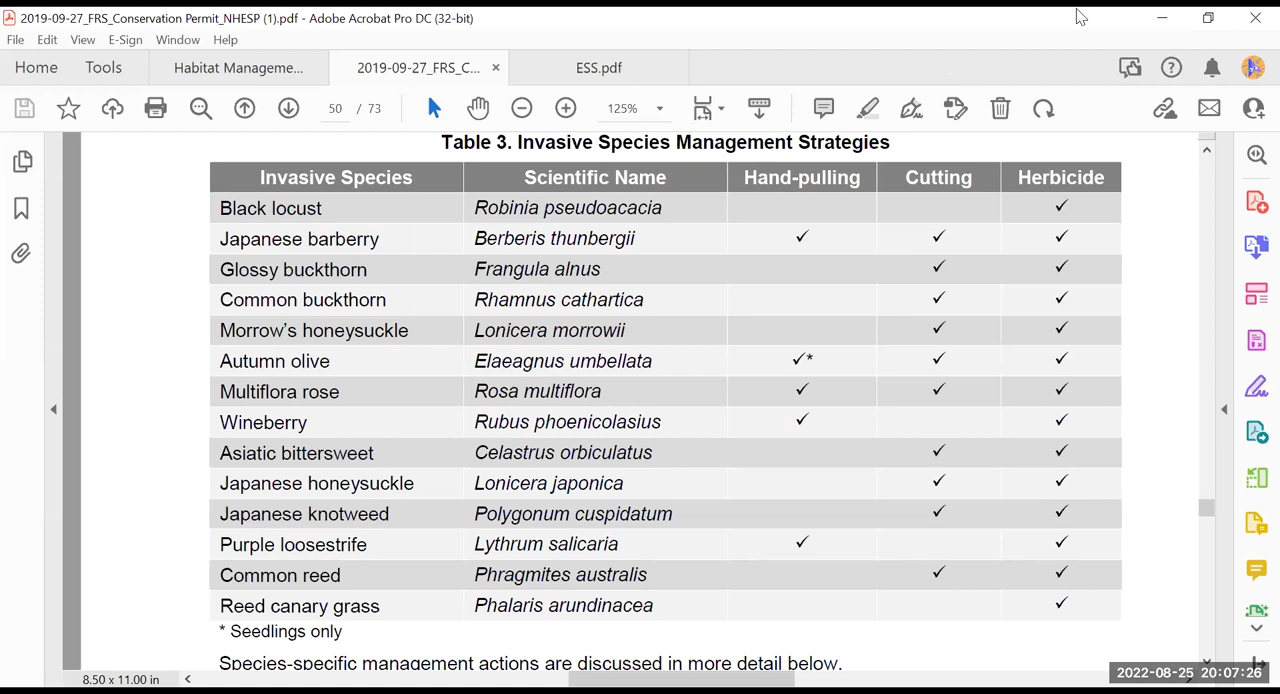 2019-09-27_FRS_Conservation Permit_NHESP (1).pdf - Adobe Acrobat Pro DC (32-bit)
File Edit View E-Sign Window Help
Home Tools Habitat Manageme... 2019-09-27_FRS_C... × ESS.pdf
50 / 73 125%
Table 3. Invasive Species Management Strategies
Invasive Species Scientific Name Hand-pulling Cutting Herbicide
Black locust Robinia pseudoacacia ✓
Japanese barberry Berberis thunbergii ✓ ✓ ✓
Glossy buckthorn Frangula alnus ✓ ✓
Common buckthorn Rhamnus cathartica ✓ ✓
Morrow's honeysuckle Lonicera morrowii ✓ ✓
Autumn olive Elaeagnus umbellata ✓* ✓ ✓
Multiflora rose Rosa multiflora ✓ ✓ ✓
Wineberry Rubus phoenicolasius ✓ ✓
Asiatic bittersweet Celastrus orbiculatus ✓ ✓
Japanese honeysuckle Lonicera japonica ✓ ✓
Japanese knotweed Polygonum cuspidatum ✓ ✓
Purple loosestrife Lythrum salicaria ✓ ✓
Common reed Phragmites australis ✓ ✓
Reed canary grass Phalaris arundinacea ✓
* Seedlings only
Species-specific management actions are discussed in more detail below.
8.50 x 11.00 in
2022-08-25 20:07:26